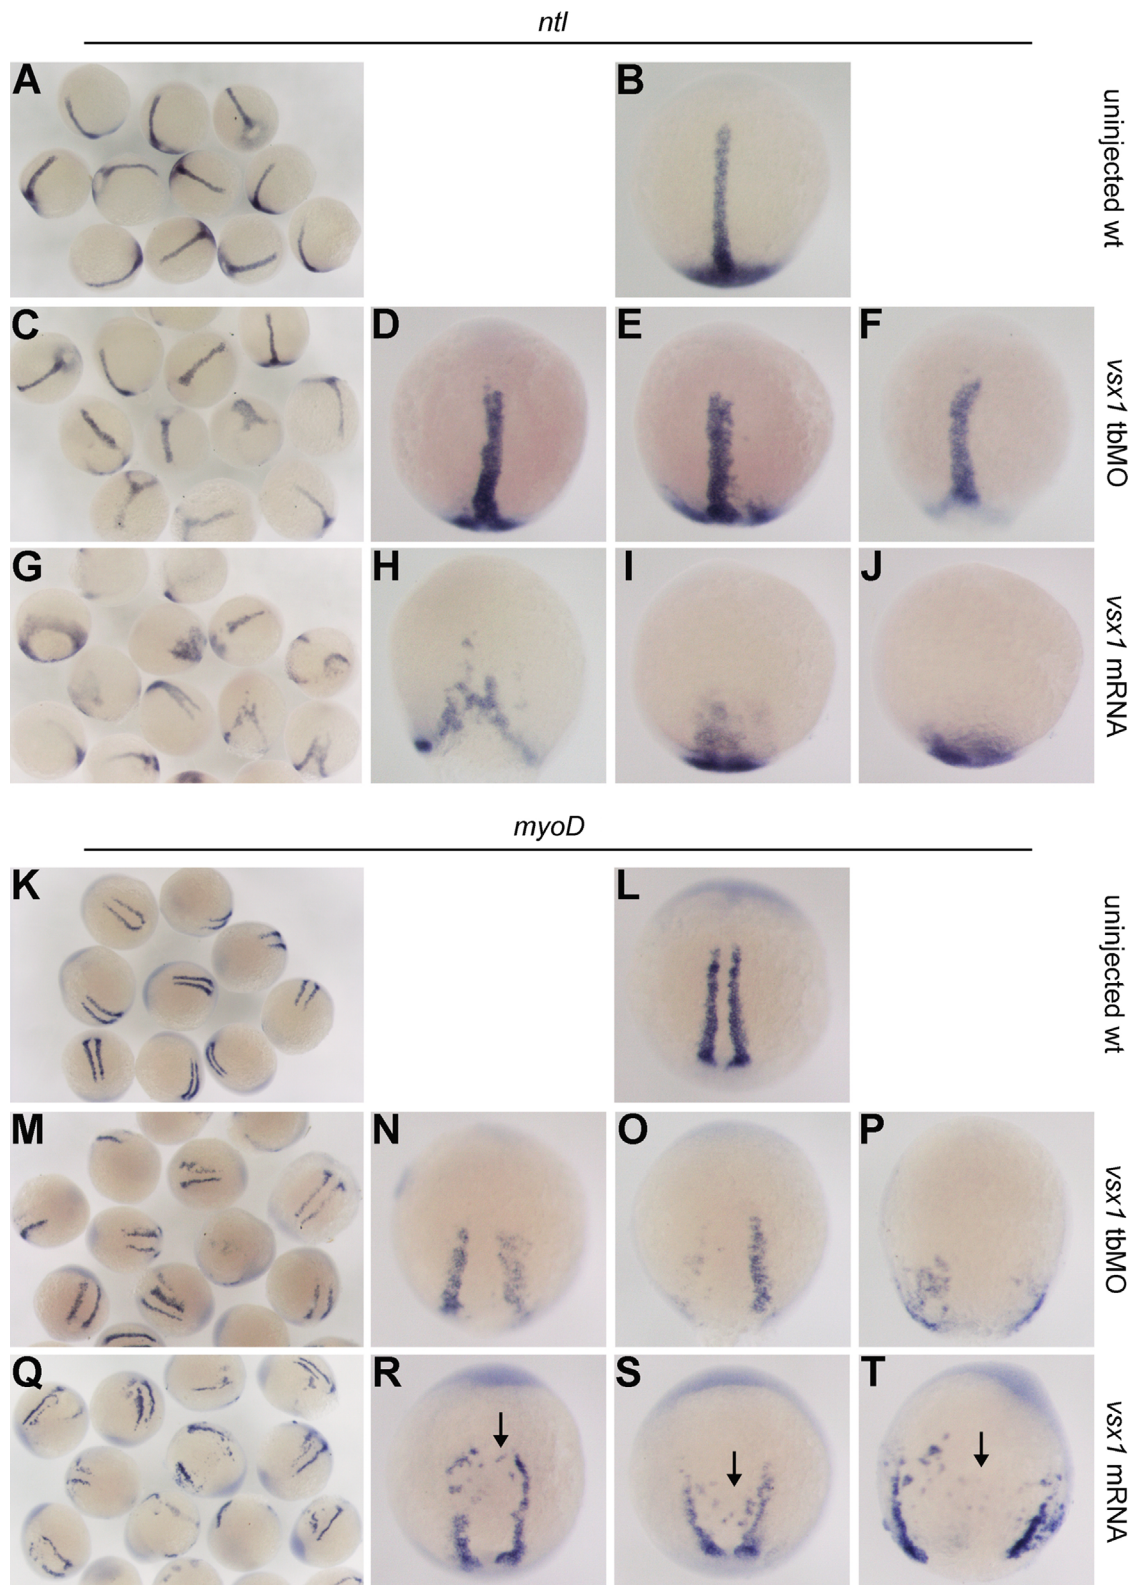 ntl
A
B
uninjected wt
C
D
E
F
vsx1 tbMO
G
H
I
J
vsx1 mRNA
myoD
K
L
uninjected wt
M
N
O
P
vsx1 tbMO
Q
R
S
T
vsx1 mRNA